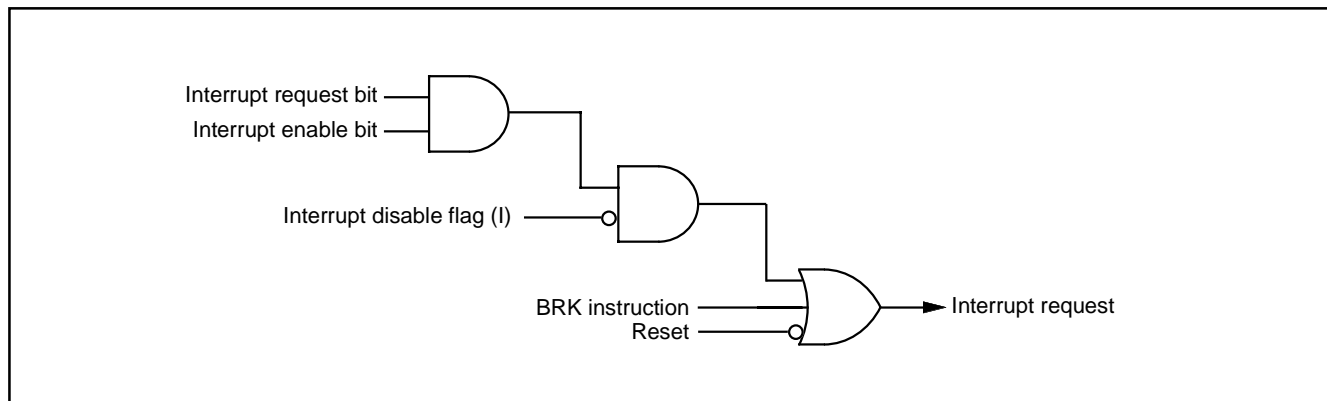 Interrupt request bit
Interrupt enable bit
Interrupt disable flag (I)
BRK instruction
Reset
Interrupt request